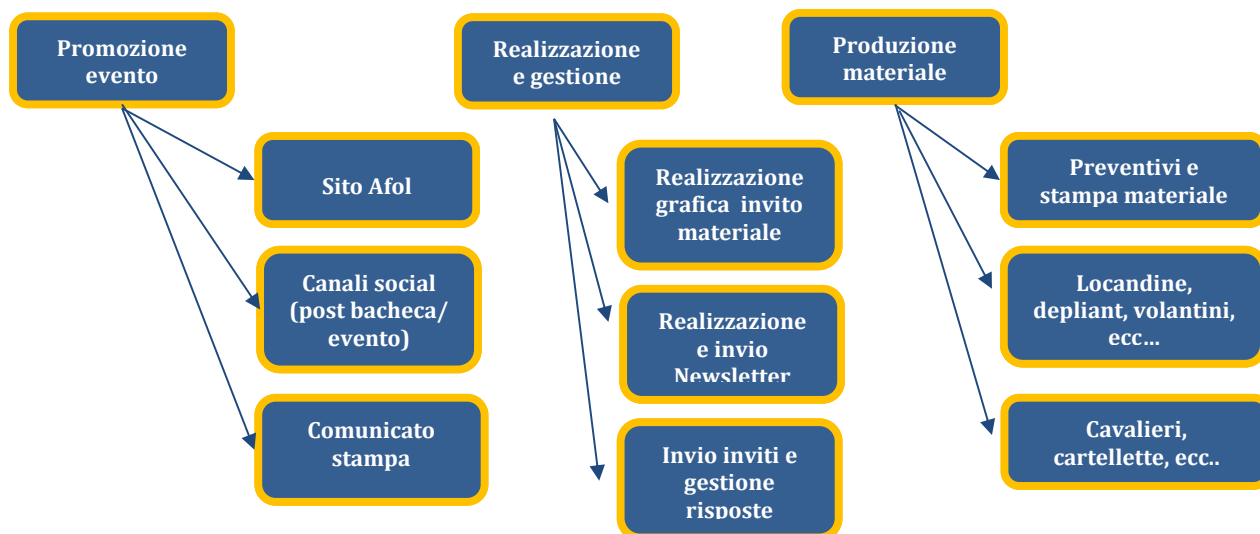 Promozione
evento
Sito Afol
Canali social
(post bacheca/
evento)
Comunicato
stampa
Realizzazione
e gestione
Realizzazione
grafica invito
materiale
Realizzazione
e invio
Newsletter
Invio inviti e
gestione
risposte
Produzione
materiale
Preventivi e
stampa materiale
Locandine,
depliant, volantini,
ecc...
Cavalieri,
cartellette, ecc..